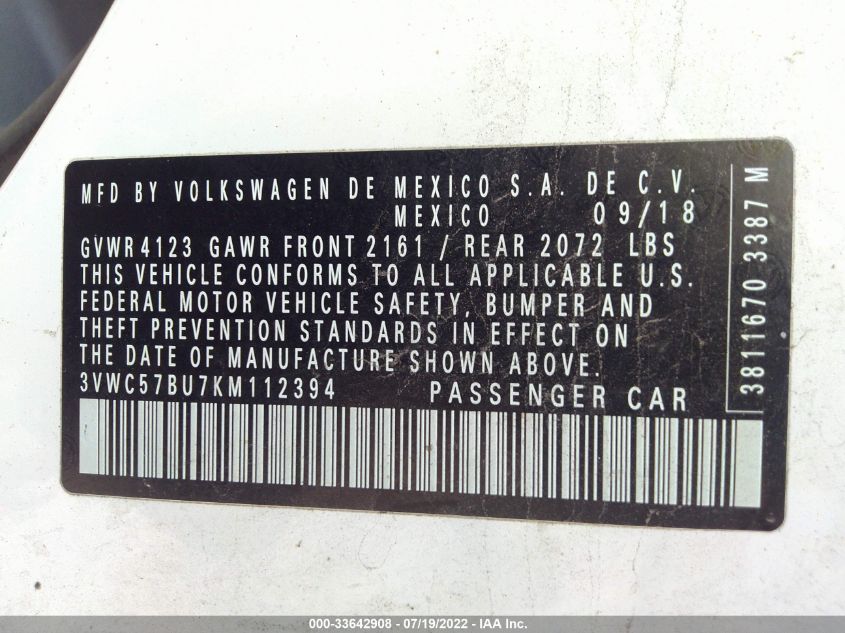 MFD BY VOLKSWAGEN DE MEXICO S.A. DE C.V.
MEXICO 09/18
GVWR 4123 GAWR FRONT 2161 / REAR 2072 LBS
THIS VEHICLE CONFORMS TO ALL APPLICABLE U.S.
FEDERAL MOTOR VEHICLE SAFETY, BUMPER AND
THEFT PREVENTION STANDARDS IN EFFECT ON
THE DATE OF MANUFACTURE SHOWN ABOVE.
3VWC57BU7KM112394 PASSENGER CAR
3811670 3387 M
000-33642908 - 07/19/2022 - IAA Inc.